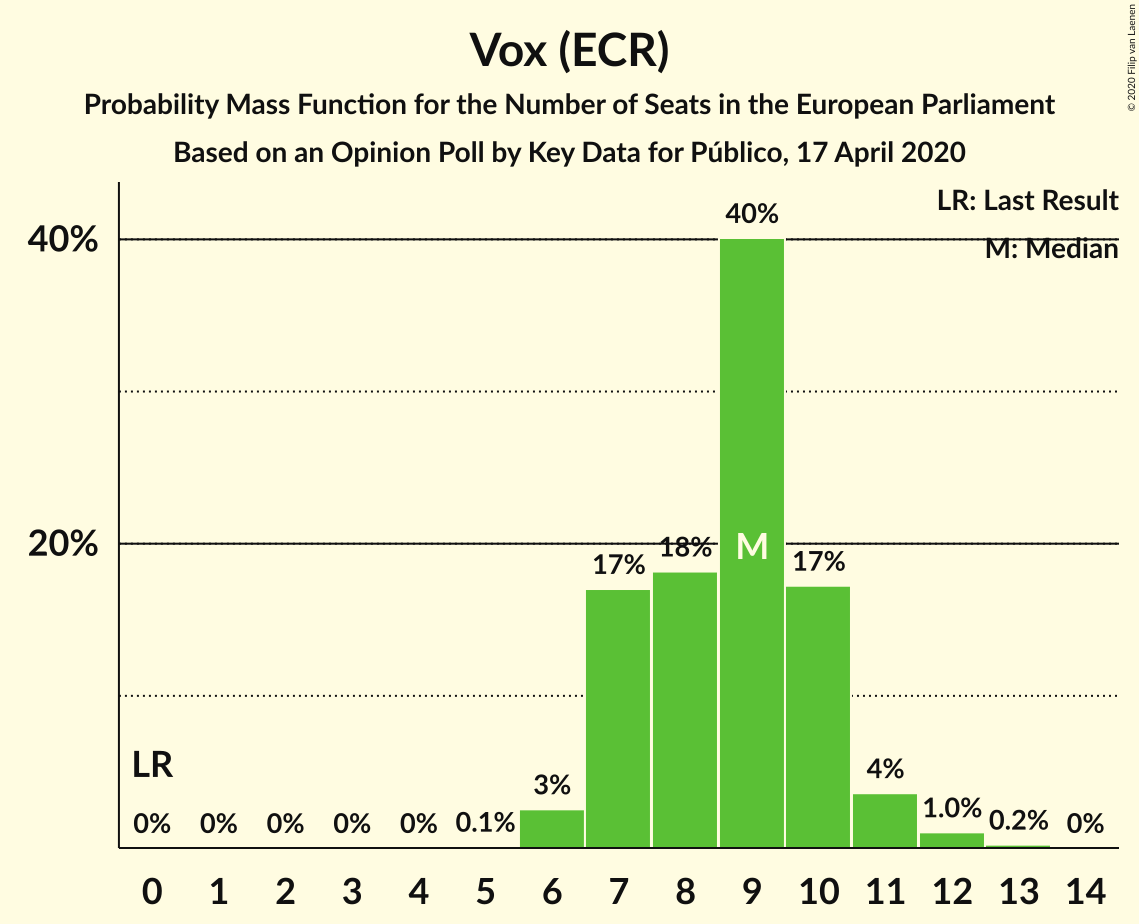 Vox (ECR)
Probability Mass Function for the Number of Seats in the European Parliament
Based on an Opinion Poll by Key Data for Público, 17 April 2020
© 2020 Filip van Laenen
LR: Last Result
M: Median
40%
20%
40%
18%
17%
17%
M
LR
0%
0%
0%
0%
0%
0.1%
3%
4%
1.0%
0.2%
0%
0 1 2 3 4 5 6 7 8 9 10 11 12 13 14